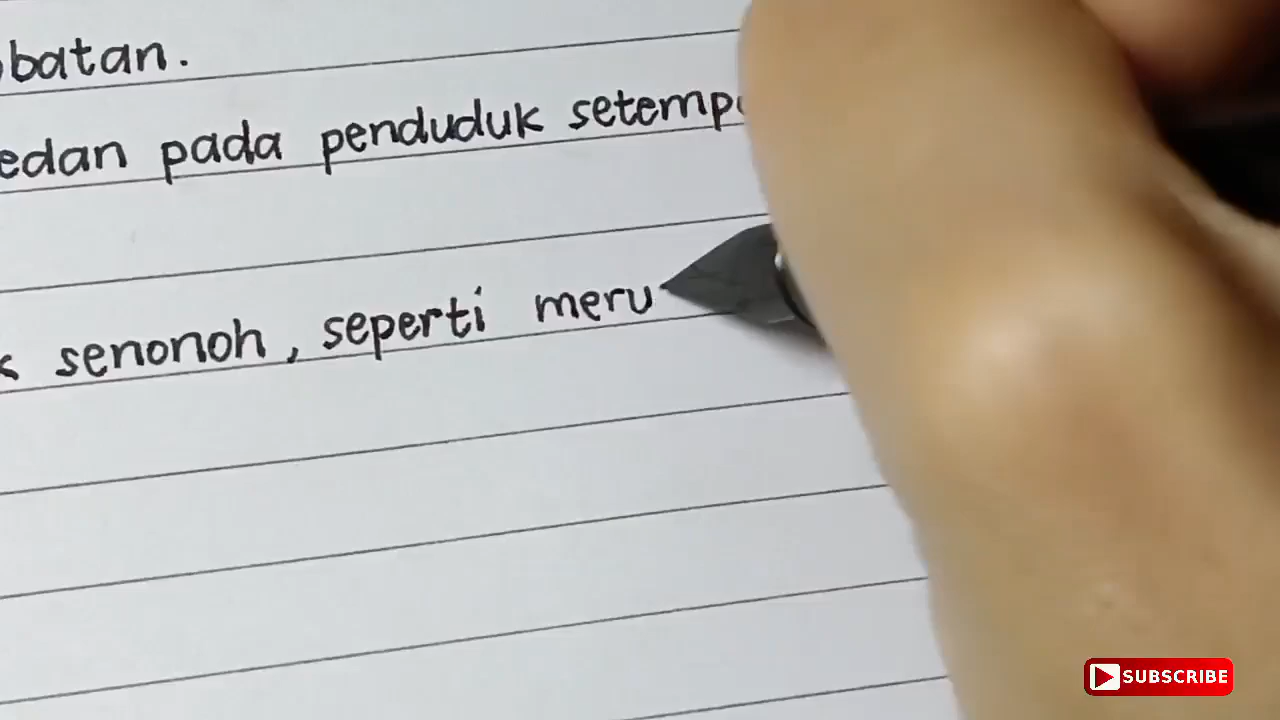 batan.
edan pada penduduk setemp
senonoh, seperti meru
SUBSCRIBE